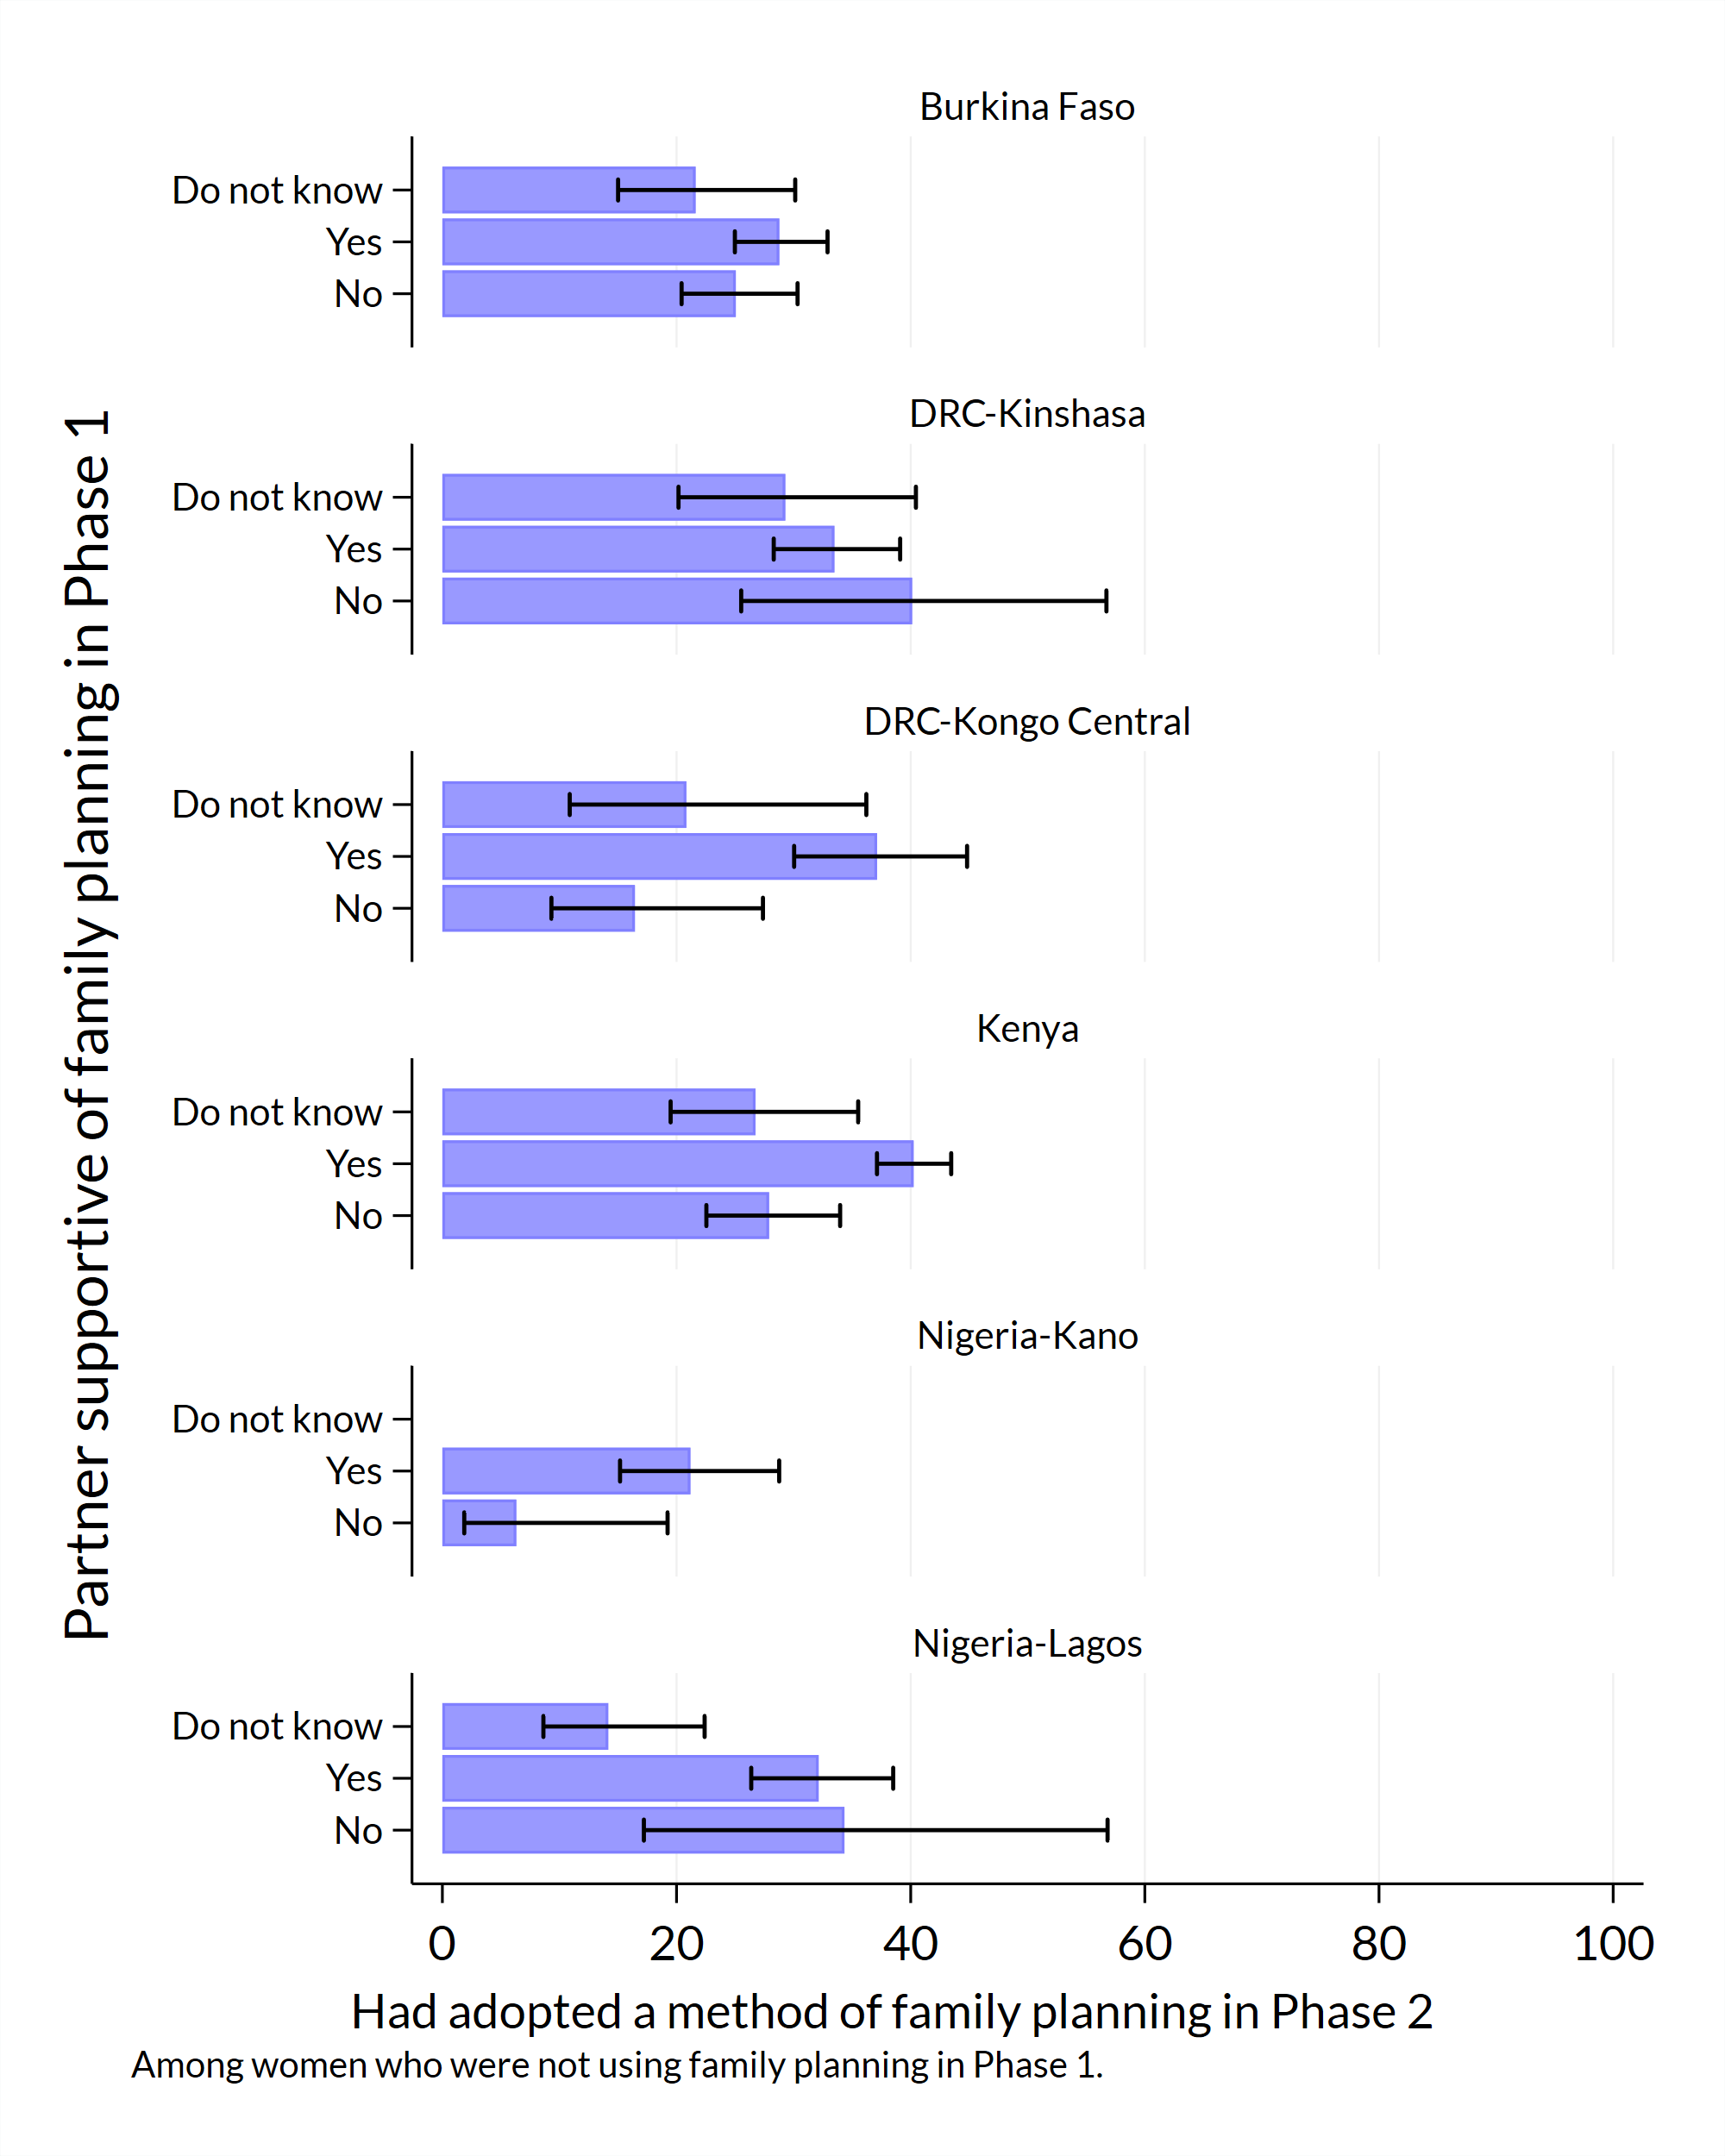 Partner supportive of family planning in Phase 1
Burkina Faso
Do not know
Yes
No
DRC-Kinshasa
Do not know
Yes
No
DRC-Kongo Central
Do not know
Yes
No
Kenya
Do not know
Yes
No
Nigeria-Kano
Do not know
Yes
No
Nigeria-Lagos
Do not know
Yes
No
0 20 40 60 80 100
Had adopted a method of family planning in Phase 2
Among women who were not using family planning in Phase 1.